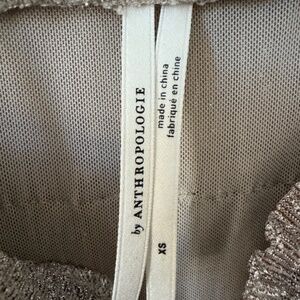 by ANTHROPOLOGIE
made in china
fabriqué en chine
XS